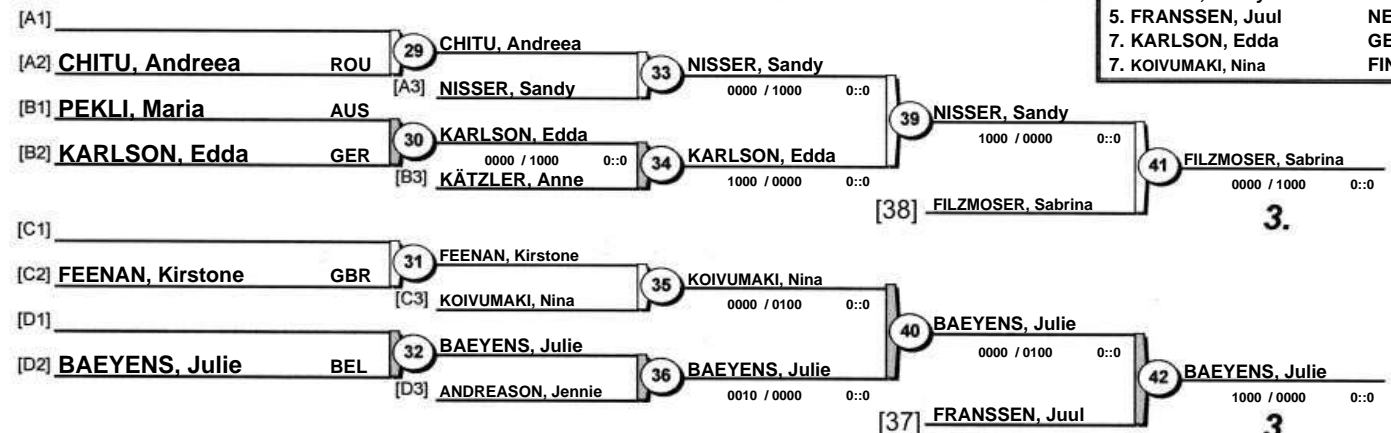 5. FRANSSEN, Juul NE
7. KARLSON, Edda GE
7. KOIVUMAKI, Nina FIN
[A1]
[A2] CHITU, Andreea ROU
29 CHITU, Andreea
[A3] NISSER, Sandy
33 NISSER, Sandy
0000 / 1000 0::0
[B1] PEKLI, Maria AUS
[B2] KARLSON, Edda GER
30 KARLSON, Edda
0000 / 1000 0::0
[B3] KÄTZLER, Anne
34 KARLSON, Edda
1000 / 0000 0::0
39 NISSER, Sandy
1000 / 0000 0::0
[38] FILZMOSER, Sabrina
41 FILZMOSER, Sabrina
0000 / 1000 0::0
3.
[C1]
[C2] FEENAN, Kirstone GBR
31 FEENAN, Kirstone
[C3] KOIVUMAKI, Nina
35 KOIVUMAKI, Nina
0000 / 0100 0::0
[D1]
[D2] BAEYENS, Julie BEL
32 BAEYENS, Julie
[D3] ANDREASON, Jennie
36 BAEYENS, Julie
0010 / 0000 0::0
40 BAEYENS, Julie
0000 / 0100 0::0
[37] FRANSSEN, Juul
42 BAEYENS, Julie
1000 / 0000 0::0
3